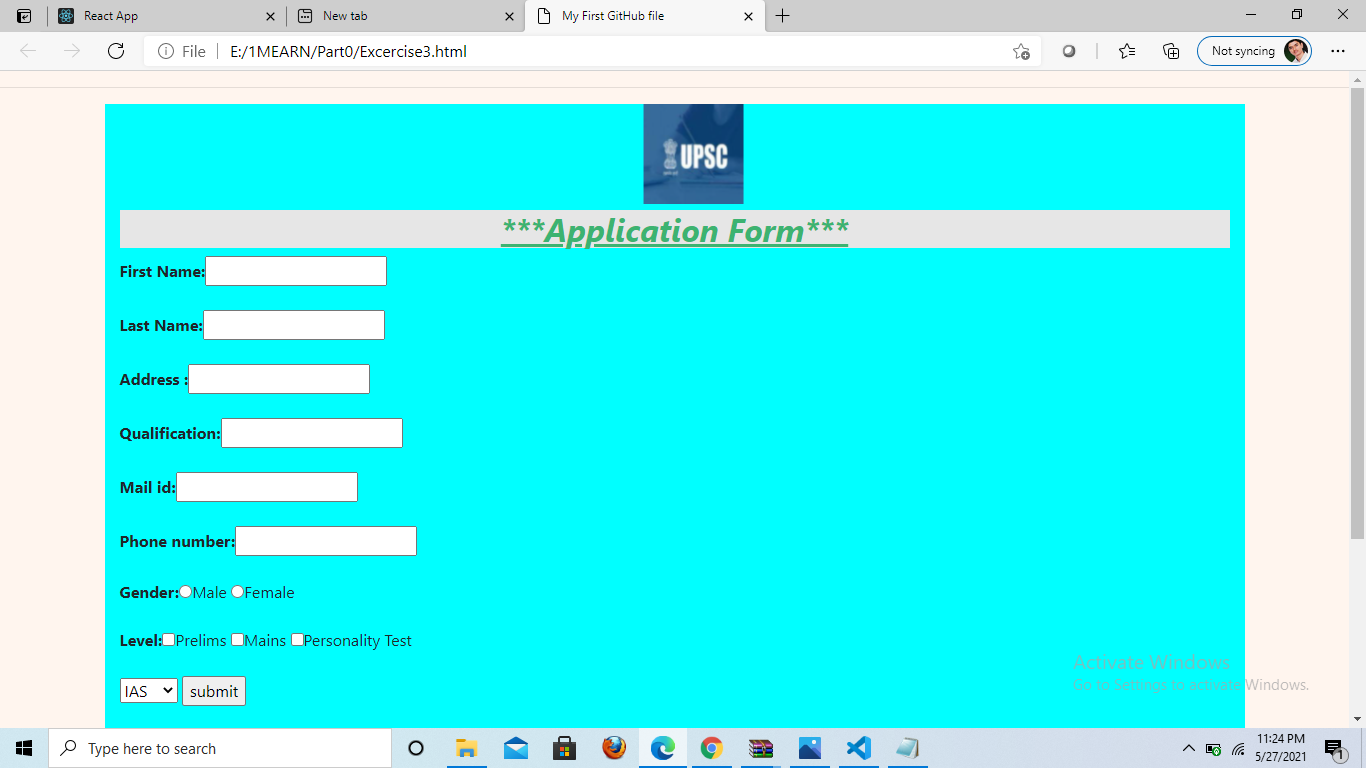 React App
New tab
My First GitHub file
File
E:/1MEARN/Part0/Excercise3.html
Not syncing
UPSC
***Application Form***
First Name:
Last Name:
Address :
Qualification:
Mail id:
Phone number:
Gender: Male Female
Level: Prelims Mains Personality Test
IAS submit
Activate Windows
Go to Settings to activate Windows.
Type here to search
11:24 PM
5/27/2021
1